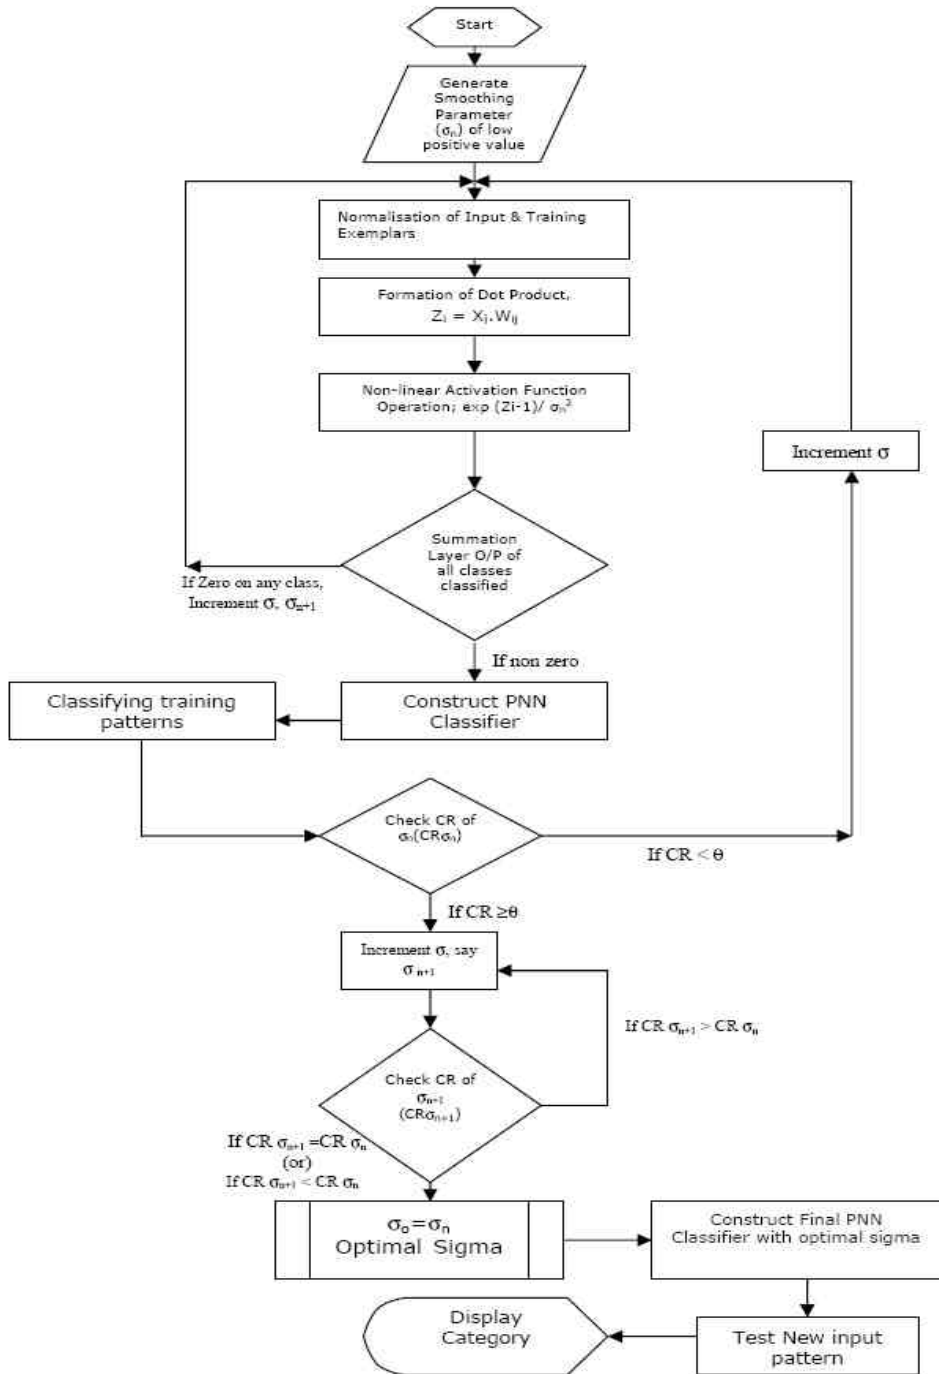 Start
Generate
Smoothing
Parameter
(σₙ) of low
positive value
Normalisation of Input & Training
Exemplars
Formation of Dot Product,
Zᵢ = Xⱼ.Wᵢⱼ
Non-linear Activation Function
Operation; exp (Zi-1)/ σₙ²
Increment σ
Summation
Layer O/P of
all classes
classified
If Zero on any class,
Increment σ, σₙ₊₁
If non zero
Classifying training
patterns
Construct PNN
Classifier
Check CR of
σₙ(CRσₙ)
If CR < θ
If CR ≥θ
Increment σ, say
σ ₙ₊₁
If CR σₙ₊₁ > CR σₙ
Check CR of
σₙ₊₁
(CRσₙ₊₁)
If CR σₙ₊₁ =CR σₙ
(or)
If CR σₙ₊₁ < CR σₙ
σₒ=σₙ
Optimal Sigma
Construct Final PNN
Classifier with optimal sigma
Display
Category
Test New input
pattern